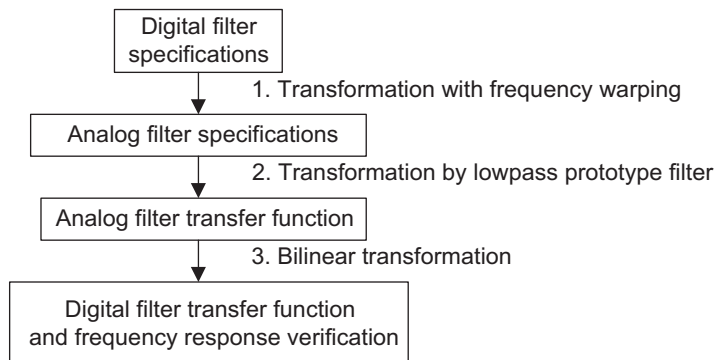 Digital filter
specifications
1. Transformation with frequency warping
Analog filter specifications
2. Transformation by lowpass prototype filter
Analog filter transfer function
3. Bilinear transformation
Digital filter transfer function
and frequency response verification